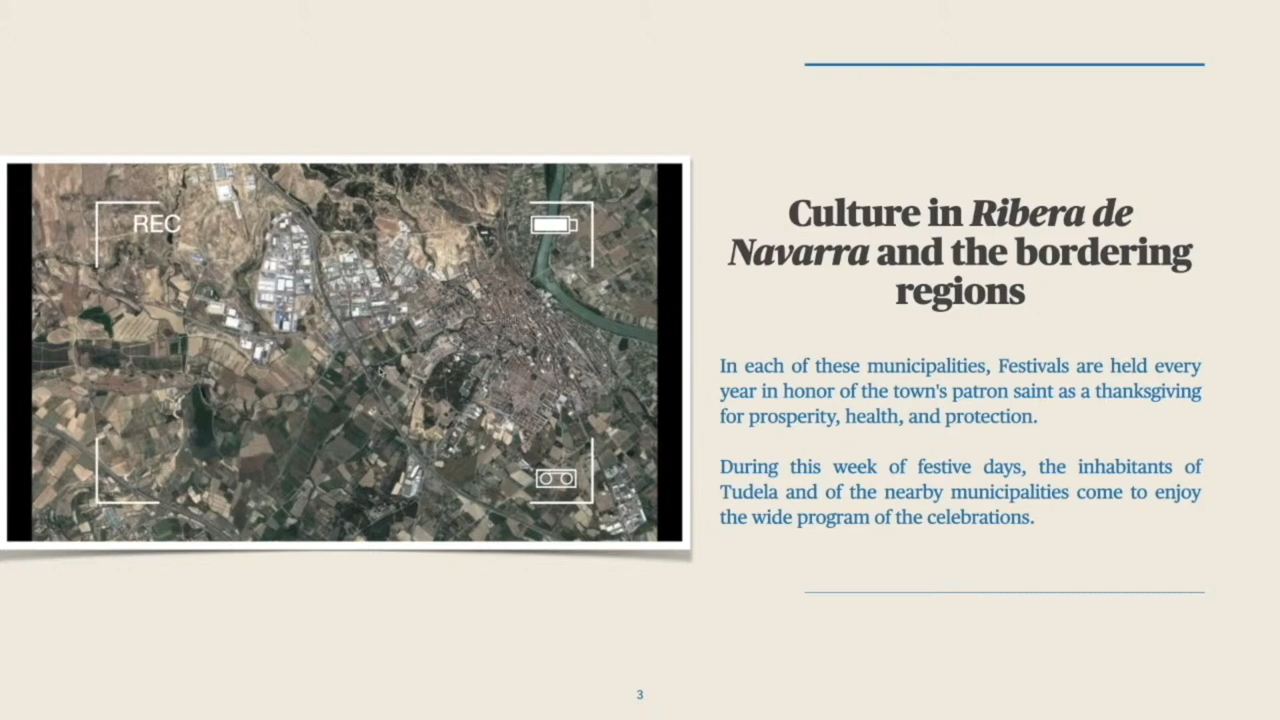 REC
Culture in Ribera de
Navarra and the bordering
regions
In each of these municipalities, Festivals are held every
year in honor of the town's patron saint as a thanksgiving
for prosperity, health, and protection.
During this week of festive days, the inhabitants of
Tudela and of the nearby municipalities come to enjoy
the wide program of the celebrations.
3